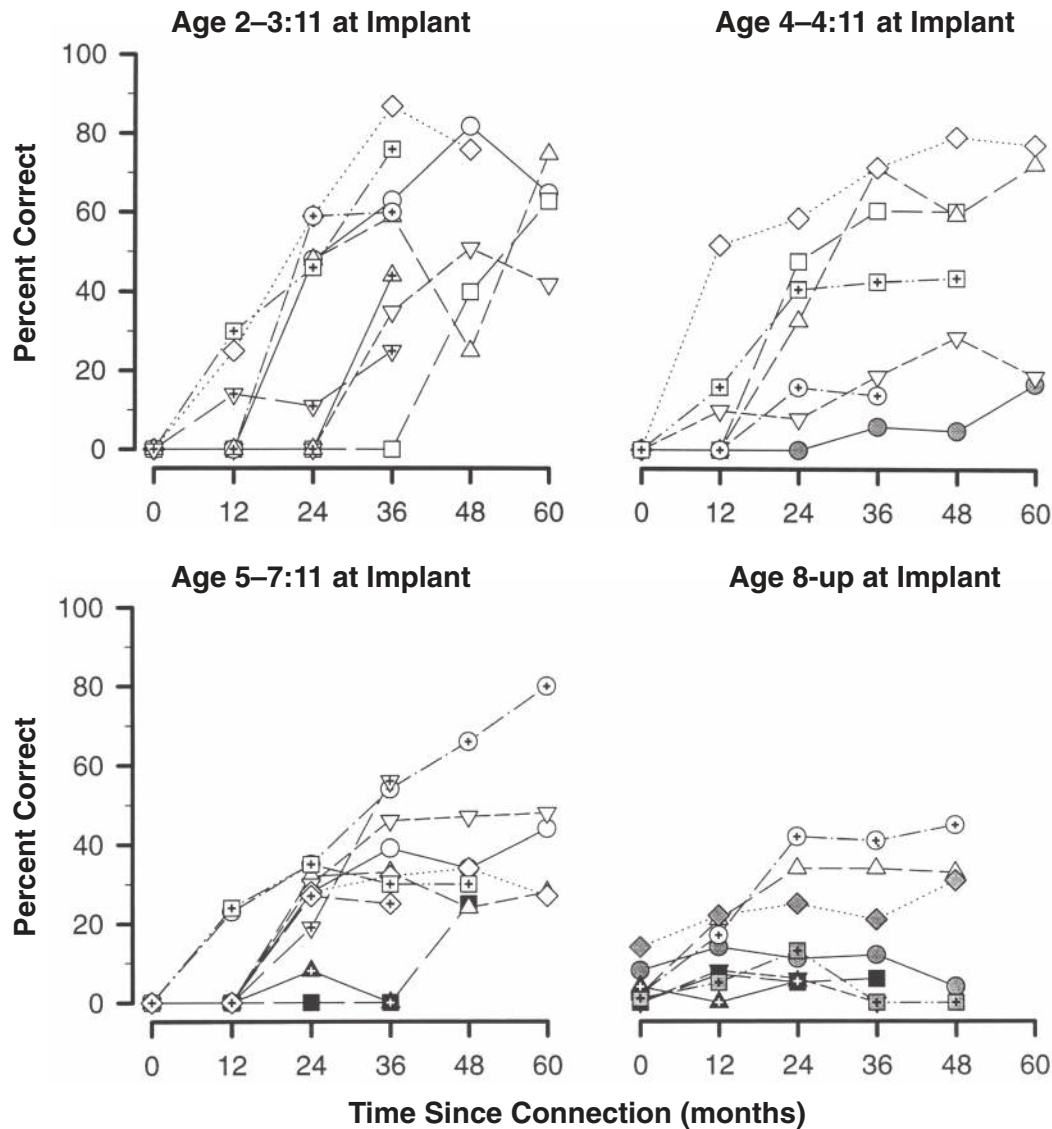 Age 2–3:11 at Implant
Age 4–4:11 at Implant
100
80
60
40
20
0
Percent Correct
0 12 24 36 48 60
0 12 24 36 48 60
Age 5–7:11 at Implant
Age 8-up at Implant
100
80
60
40
20
0
Percent Correct
0 12 24 36 48 60
0 12 24 36 48 60
Time Since Connection (months)